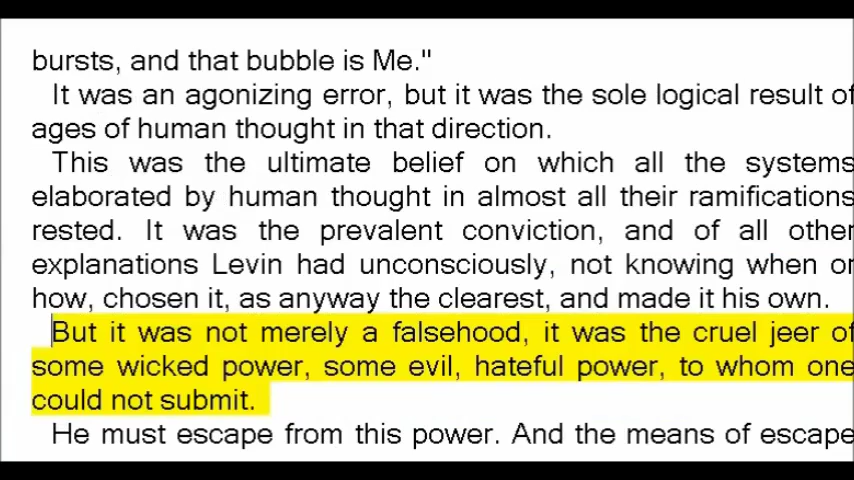 bursts, and that bubble is Me."
It was an agonizing error, but it was the sole logical result of
ages of human thought in that direction.
This was the ultimate belief on which all the systems
elaborated by human thought in almost all their ramifications
rested. It was the prevalent conviction, and of all other
explanations Levin had unconsciously, not knowing when or
how, chosen it, as anyway the clearest, and made it his own.
But it was not merely a falsehood, it was the cruel jeer of
some wicked power, some evil, hateful power, to whom one
could not submit.
He must escape from this power. And the means of escape